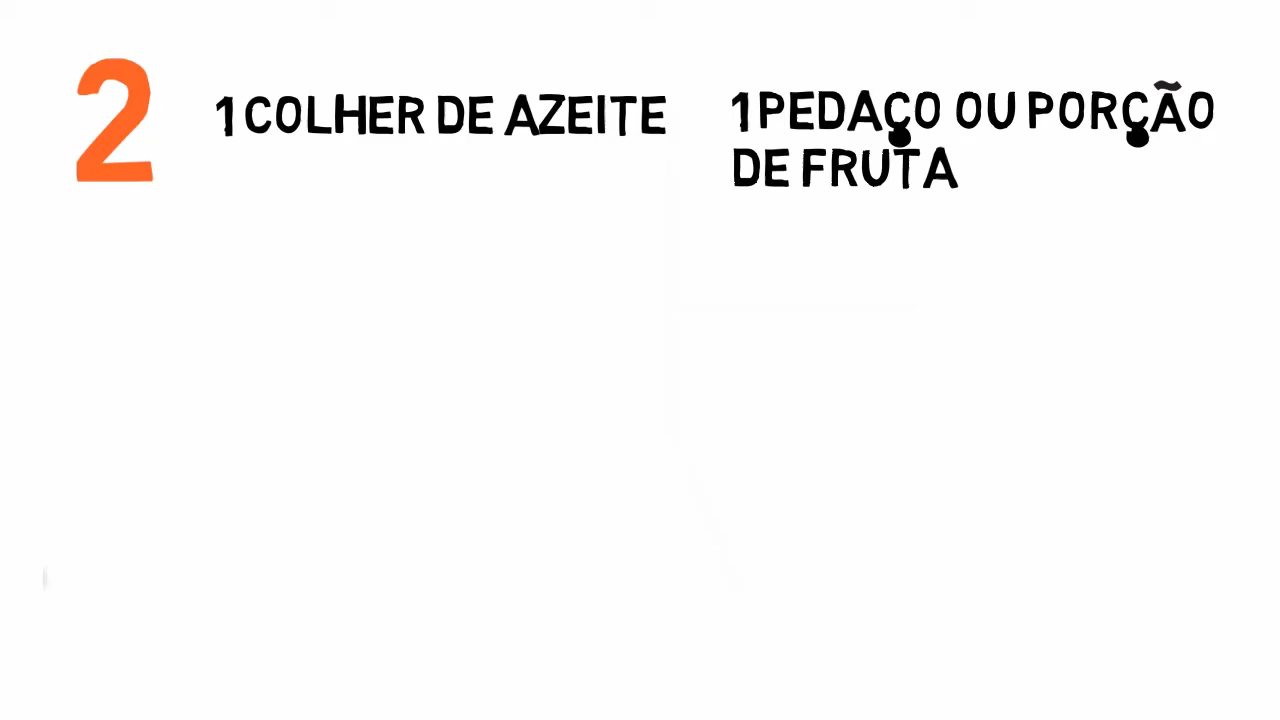 2
1 COLHER DE AZEITE
1 PEDAÇO OU PORÇÃO
DE FRUTA